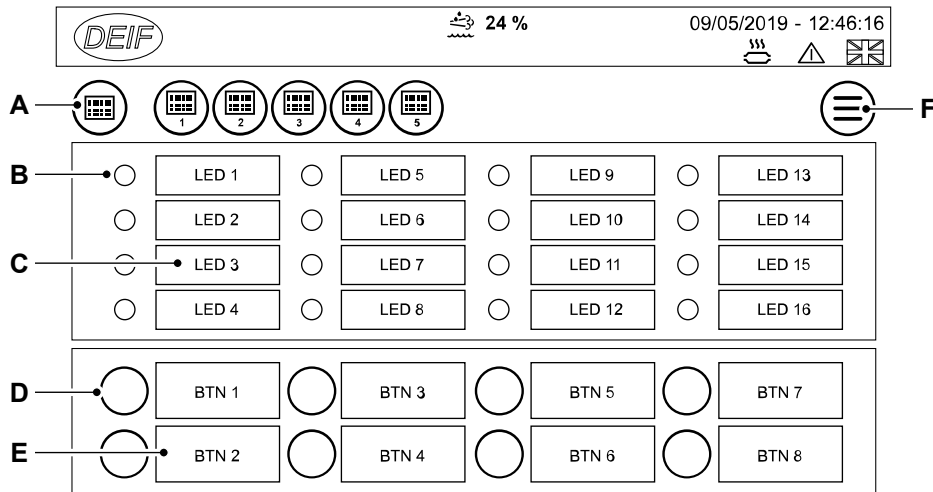 DEIF 24 % 09/05/2019 - 12:46:16
A 1 2 3 4 5 F
B LED 1 LED 5 LED 9 LED 13
LED 2 LED 6 LED 10 LED 14
C LED 3 LED 7 LED 11 LED 15
LED 4 LED 8 LED 12 LED 16
D BTN 1 BTN 3 BTN 5 BTN 7
E BTN 2 BTN 4 BTN 6 BTN 8